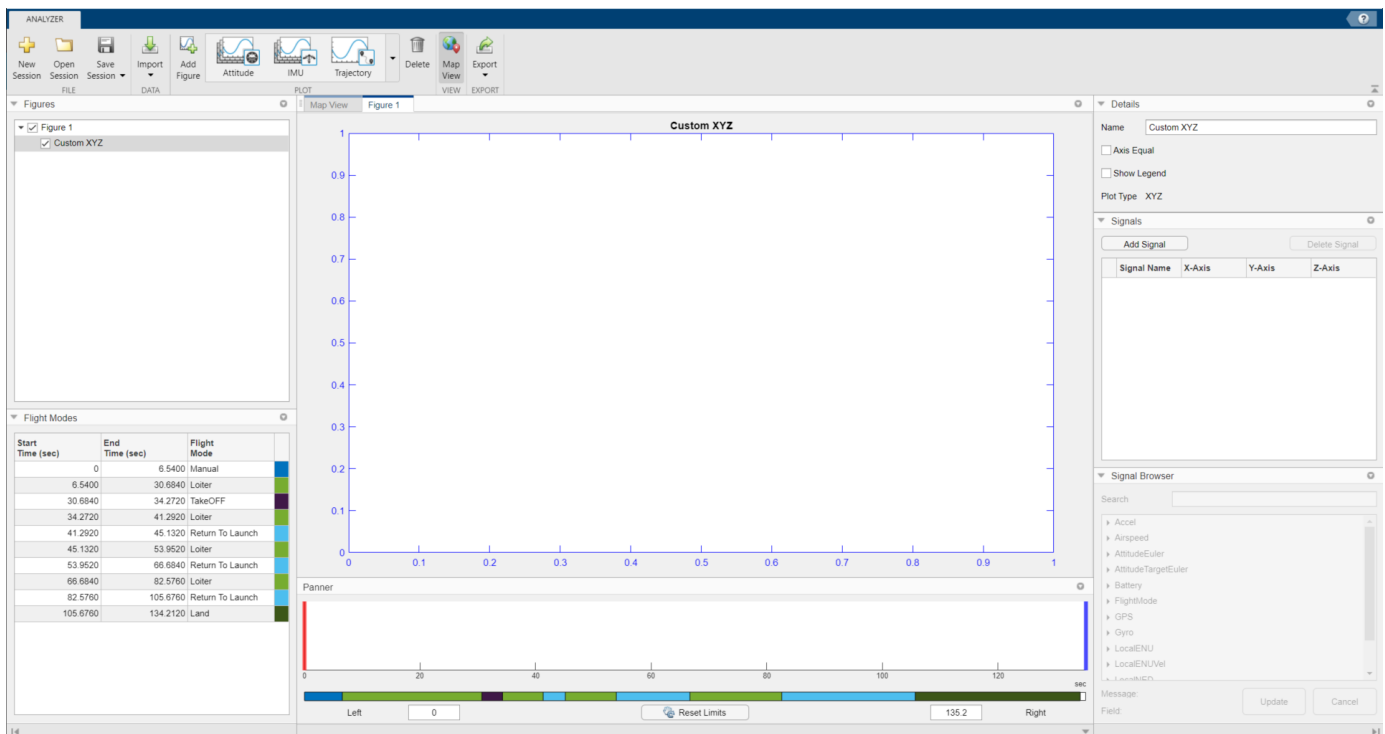 ANALYZER
?
New Session
Open Session
Save Session
Import
Add Figure
Attitude
IMU
Trajectory
Delete
Map View
Export
FILE
DATA
PLOT
VIEW
EXPORT
Figures
Figure 1
Custom XYZ
Flight Modes
Start Time (sec) End Time (sec) Flight Mode
0 6.5400 Manual
6.5400 30.6840 Loiter
30.6840 34.2720 TakeOFF
34.2720 41.2920 Loiter
41.2920 45.1320 Return To Launch
45.1320 53.9520 Loiter
53.9520 66.6840 Return To Launch
66.6840 82.5760 Loiter
82.5760 105.6760 Return To Launch
105.6760 134.2120 Land
Map View Figure 1
Custom XYZ
1
0.9
0.8
0.7
0.6
0.5
0.4
0.3
0.2
0.1
0
0 0.1 0.2 0.3 0.4 0.5 0.6 0.7 0.8 0.9 1
Panner
0 20 40 60 80 100 120
sec
Left 0 Reset Limits 135.2 Right
Details
Name Custom XYZ
Axis Equal
Show Legend
Plot Type XYZ
Signals
Add Signal Delete Signal
Signal Name X-Axis Y-Axis Z-Axis
Signal Browser
Search
Accel
Airspeed
AttitudeEuler
AttitudeTargetEuler
Battery
FlightMode
GPS
Gyro
LocalENU
LocalENUVel
LocalNED
Message:
Field:
Update Cancel